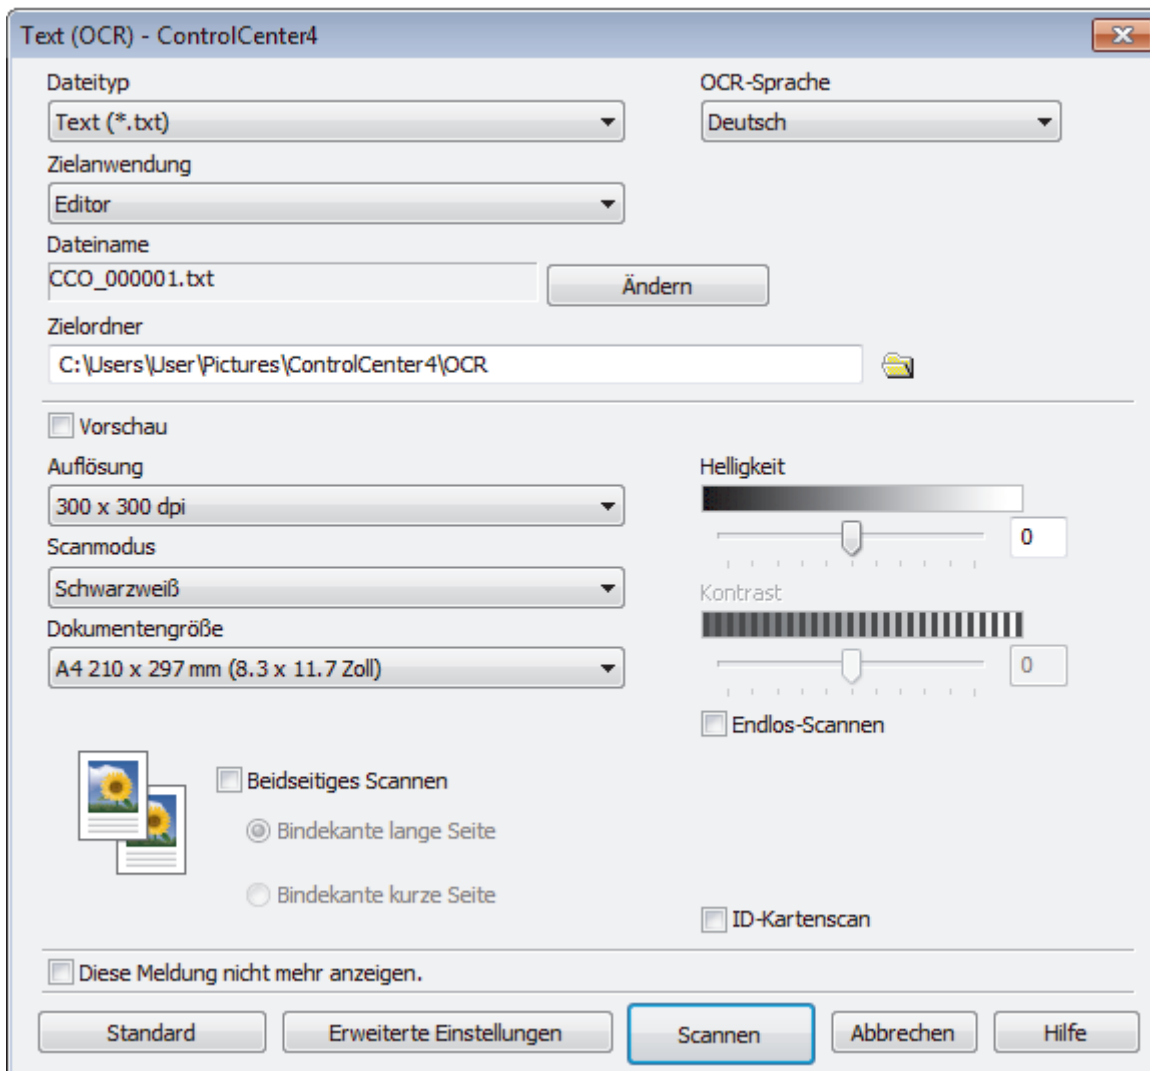 Text (OCR) - ControlCenter4
Dateityp
OCR-Sprache
Text (*.txt)
Deutsch
Zielanwendung
Editor
Dateiname
CCO_000001.txt
Ändern
Zielordner
C:\Users\User\Pictures\ControlCenter4\OCR
Vorschau
Auflösung
Helligkeit
300 x 300 dpi
0
Scanmodus
Schwarzweiß
Kontrast
Dokumentengröße
A4 210 x 297 mm (8.3 x 11.7 Zoll)
0
Endlos-Scannen
Beidseitiges Scannen
Bindekante lange Seite
Bindekante kurze Seite
ID-Kartenscan
Diese Meldung nicht mehr anzeigen.
Standard
Erweiterte Einstellungen
Scannen
Abbrechen
Hilfe